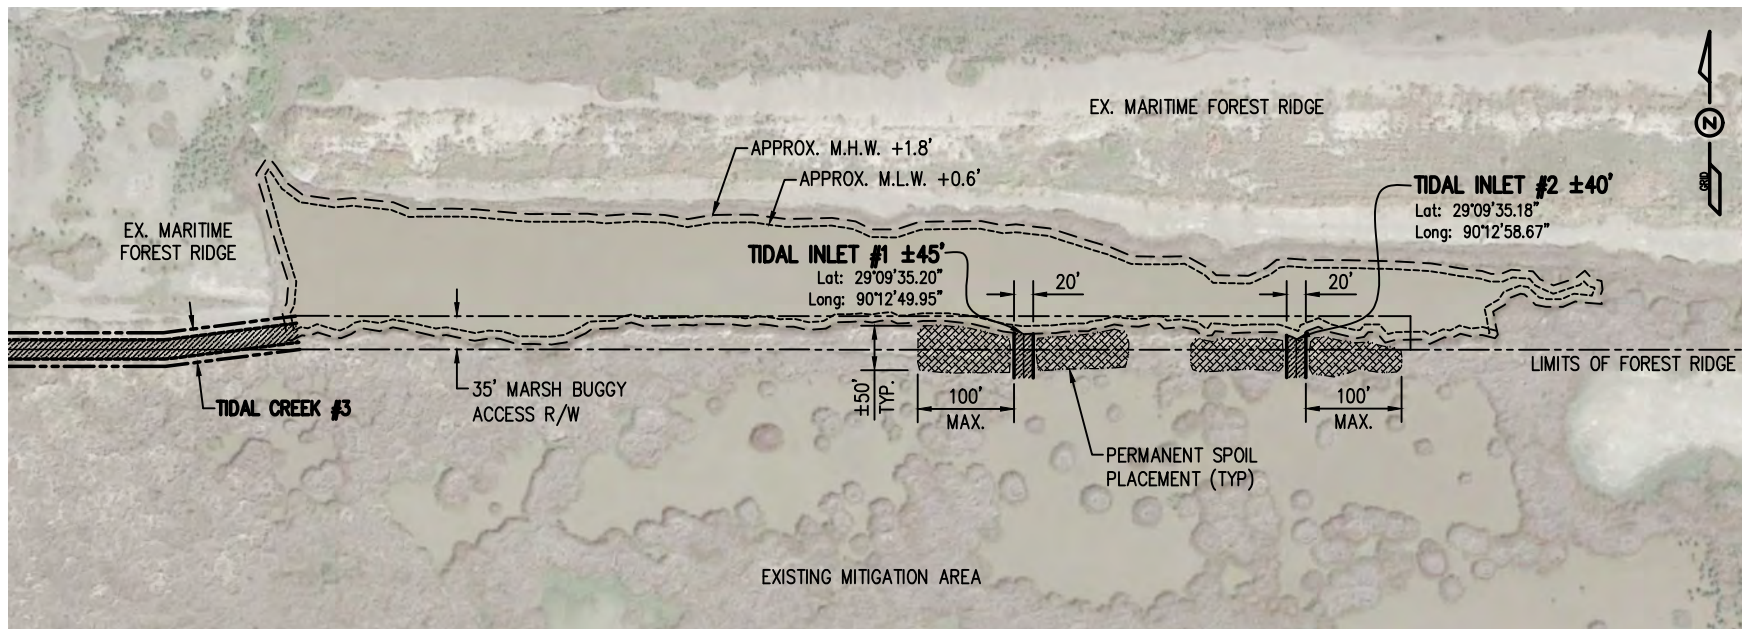 EX. MARITIME FOREST RIDGE
N
GRID
APPROX. M.H.W. +1.8'
APPROX. M.L.W. +0.6'
TIDAL INLET #2 ±40'
Lat: 29°09'35.18"
Long: 90°12'58.67"
EX. MARITIME
FOREST RIDGE
TIDAL INLET #1 ±45'
Lat: 29°09'35.20"
Long: 90°12'49.95"
20'
20'
LIMITS OF FOREST RIDGE
35' MARSH BUGGY
ACCESS R/W
TIDAL CREEK #3
±50'
TYP.
100'
MAX.
100'
MAX.
PERMANENT SPOIL
PLACEMENT (TYP)
EXISTING MITIGATION AREA